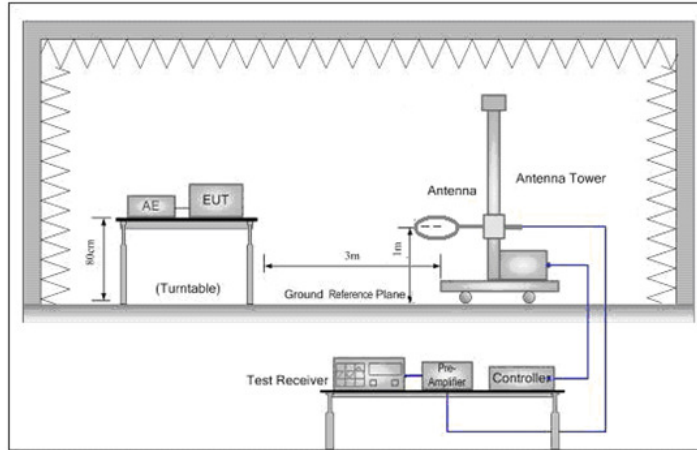 Antenna Tower
Antenna
AE
EUT
80cm
1m
3m
(Turntable)
Ground Reference Plane
Test Receiver
Pre-
Amplifier
Controller